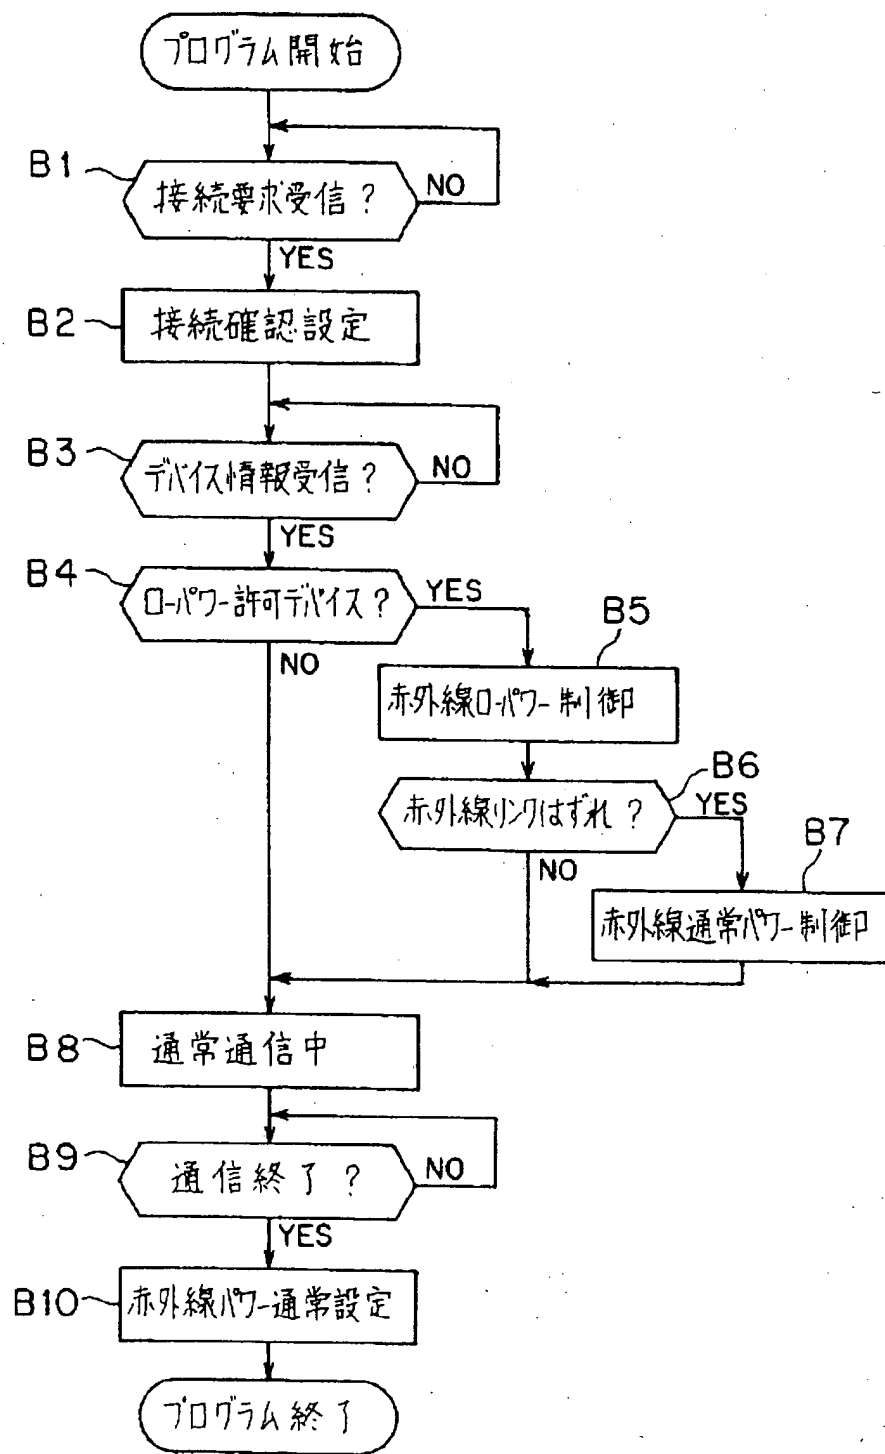 プログラム開始
B1
接続要求受信?
NO
YES
B2
接続確認設定
B3
デバイス情報受信?
NO
YES
B4
ローパワー許可デバイス?
YES
NO
B5
赤外線ローパワー制御
B6
赤外線リンクはずれ?
YES
NO
B7
赤外線通常パワー制御
B8
通常通信中
B9
通信終了?
NO
YES
B10
赤外線パワー通常設定
プログラム終了